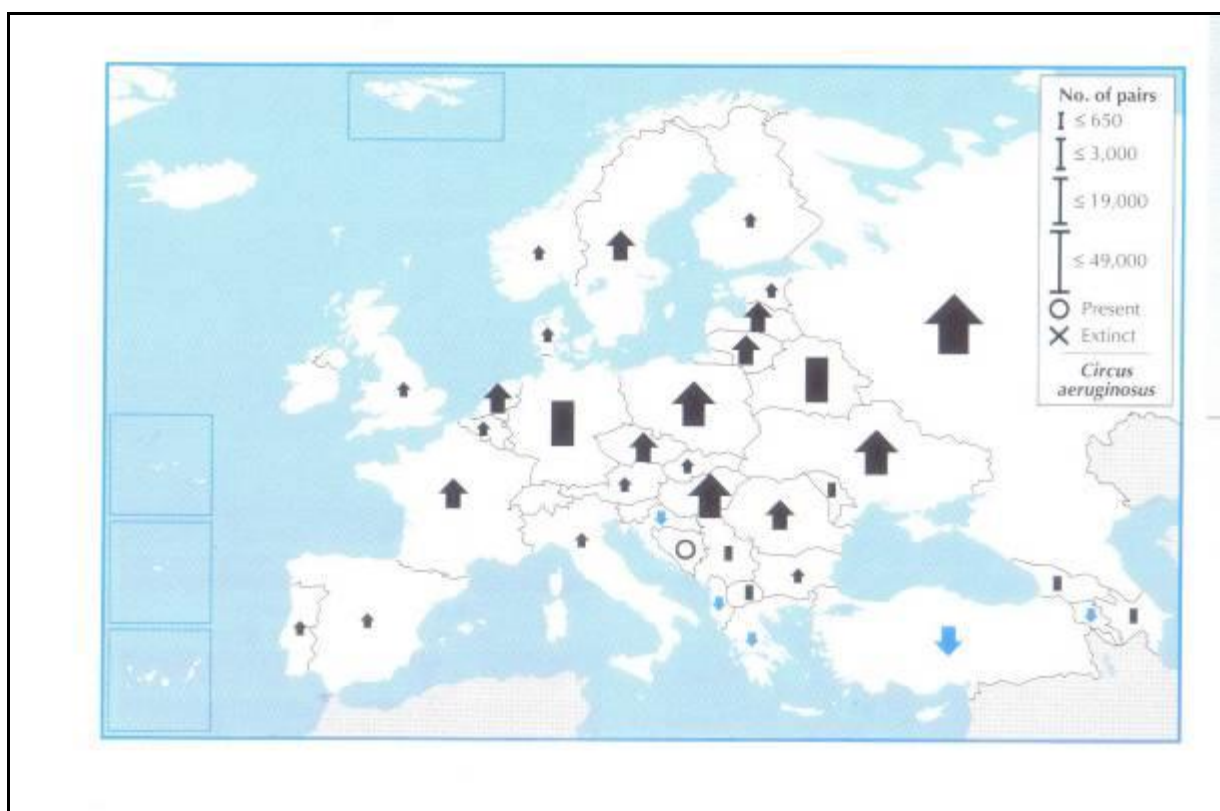 No. of pairs
≤ 650
≤ 3,000
≤ 19,000
≤ 49,000
Present
Extinct
Circus
aeruginosus